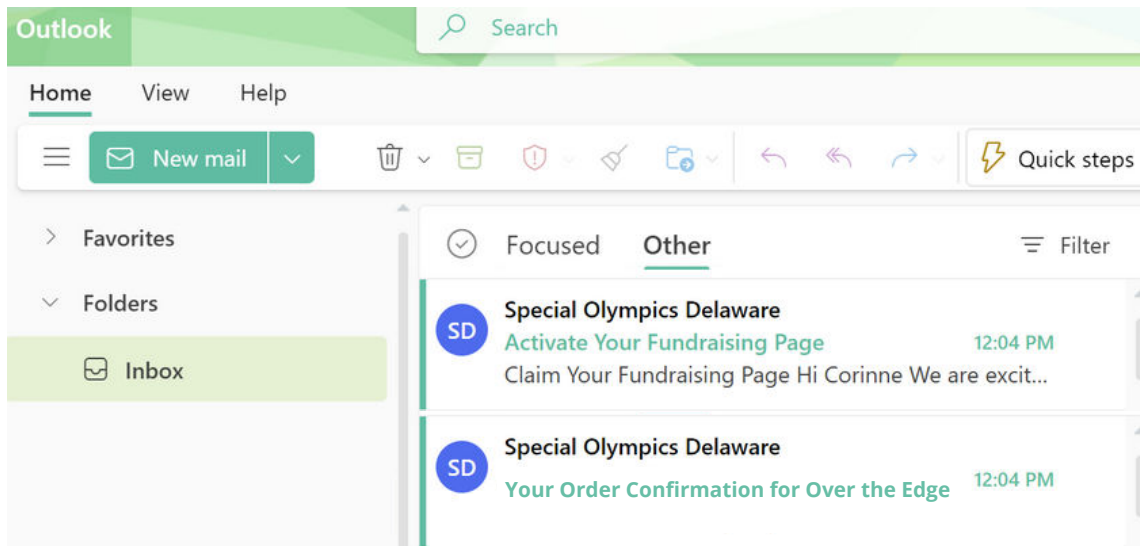 Outlook
Search
Home View Help
New mail
Quick steps
Favorites
Focused Other Filter
Folders
Inbox
SD
Special Olympics Delaware
Activate Your Fundraising Page 12:04 PM
Claim Your Fundraising Page Hi Corinne We are excit...
SD
Special Olympics Delaware
Your Order Confirmation for Over the Edge 12:04 PM